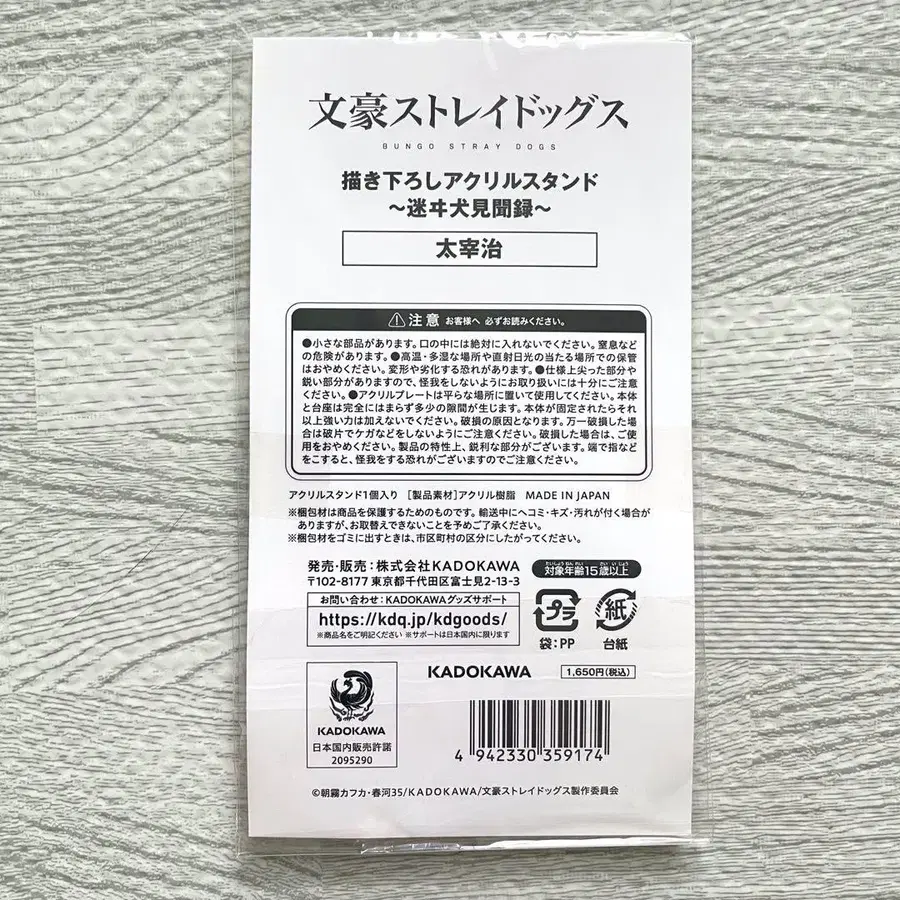 文豪ストレイドッグス
BUNGO STRAY DOGS
描き下ろしアクリルスタンド
～迷ヰ犬見聞録～
太宰治
注意 お客様へ 必ずお読みください。
●小さな部品があります。口の中には絶対に入れないでください。窒息など
の危険があります。●高温・多湿な場所や直射日光の当たる場所での保管
はおやめください。変形や劣化する恐れがあります。●仕様上尖った部分や
鋭い部分がありますので、怪我をしないようにお取り扱いには十分にご注意
ください。●アクリルプレートは平らな場所に置いて使用してください。本体
と台座は完全にはまらず多少の隙間が生じます。本体が固定されたらそれ
以上強い力は加えないでください。破損の原因となります。万一破損した場
合は破片でケガなどをしないようにご注意ください。破損した場合は、ご使
用をおやめください。製品の特性上、鋭利な部分がございます。端で指など
をこすると、怪我をする恐れがございますのでご注意ください。
アクリルスタンド1個入り ［製品素材］アクリル樹脂 MADE IN JAPAN
※梱包材は商品を保護するためのものです。輸送中にヘコミ・キズ・汚れが付く場合が
ありますが、お取替えできないことを予めご了承ください。
※梱包材をゴミに出すときは、市区町村の区分にしたがってください。
発売・販売：株式会社KADOKAWA
〒102-8177 東京都千代田区富士見2-13-3
対象年齢15歳以上
お問い合わせ：KADOKAWAグッズサポート
https://kdq.jp/kdgoods/
※商品名をご明記ください ※サポートは日本国内に限ります
プラ
袋：PP
紙
台紙
KADOKAWA
1,650円(税込)
KADOKAWA
日本国内販売許諾
2095290
4 942330 359174
©朝霧カフカ・春河35/KADOKAWA/文豪ストレイドッグス製作委員会